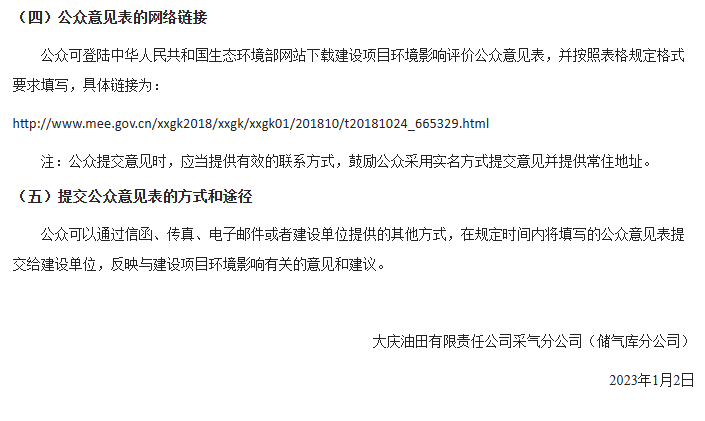 （四）公众意见表的网络链接
公众可登陆中华人民共和国生态环境部网站下载建设项目环境影响评价公众意见表，并按照表格规定格式
要求填写，具体链接为：
http://www.mee.gov.cn/xxgk2018/xxgk/xxgk01/201810/t20181024_665329.html
注：公众提交意见时，应当提供有效的联系方式，鼓励公众采用实名方式提交意见并提供常住地址。
（五）提交公众意见表的方式和途径
公众可以通过信函、传真、电子邮件或者建设单位提供的其他方式，在规定时间内将填写的公众意见表提
交给建设单位，反映与建设项目环境影响有关的意见和建议。
大庆油田有限责任公司采气分公司（储气库分公司）
2023年1月2日